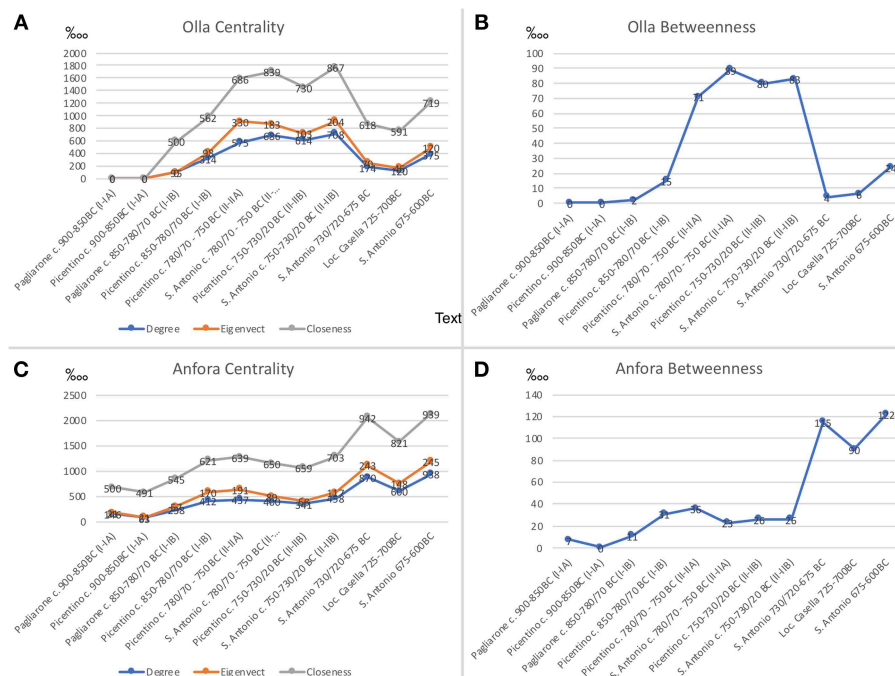 A
‱
Olla Centrality
2000
1800
1600
1400
1200
1000
800
600
400
200
0
0 0 500 562 686 839 730 867 618 591 719
330 183 103 204 120
314 575 686 614 708 174 120 375
Pagliarone c. 900-850BC (I-IA)
Picentino c. 900-850BC (I-IA)
Pagliarone c. 850-780/70 BC (I-IB)
Picentino c. 850-780/70 BC (I-IB)
Picentino c. 780/70 - 750 BC (II-IIA)
S. Antonio c. 780/70 - 750 BC (II-...
Picentino c. 750-730/20 BC (II-IIB)
S. Antonio c. 750-730/20 BC (II-IIB)
S. Antonio 730/720-675 BC
Loc. Casella 725-700BC
S. Antonio 675-600BC
Degree Eigenvect Closeness
Text
B
‱
Olla Betweenness
100
90
80
70
60
50
40
30
20
10
0
0 0 2 15 71 89 80 83 4 6 24
Pagliarone c. 900-850BC (I-IA)
Picentino c. 900-850BC (I-IA)
Pagliarone c. 850-780/70 BC (I-IB)
Picentino c. 850-780/70 BC (I-IB)
Picentino c. 780/70 - 750 BC (II-IIA)
S. Antonio c. 780/70 - 750 BC (II-IIA)
Picentino c. 750-730/20 BC (II-IIB)
S. Antonio c. 750-730/20 BC (II-IIB)
S. Antonio 730/720-675 BC
Loc. Casella 725-700BC
S. Antonio 675-600BC
C
‱
Anfora Centrality
2500
2000
1500
1000
500
0
500 491 545 621 639 650 659 703 942 821 939
170 191 117 243 148 245
146 238 412 437 400 341 438 870 600 938
Pagliarone c. 900-850BC (I-IA)
Picentino c. 900-850BC (I-IA)
Pagliarone c. 850-780/70 BC (I-IB)
Picentino c. 850-780/70 BC (I-IB)
Picentino c. 780/70 - 750 BC (II-IIA)
S. Antonio c. 780/70 - 750 BC (II-...
Picentino c. 750-730/20 BC (II-IIB)
S. Antonio c. 750-730/20 BC (II-IIB)
S. Antonio 730/720-675 BC
Loc. Casella 725-700BC
S. Antonio 675-600BC
Degree Eigenvect Closeness
D
‱
Anfora Betweenness
140
120
100
80
60
40
20
0
7 0 11 31 36 23 26 26 115 90 122
Pagliarone c. 900-850BC (I-IA)
Picentino c. 900-850BC (I-IA)
Pagliarone c. 850-780/70 BC (I-IB)
Picentino c. 850-780/70 BC (I-IB)
Picentino c. 780/70 - 750 BC (II-IIA)
S. Antonio c. 780/70 - 750 BC (II-IIA)
Picentino c. 750-730/20 BC (II-IIB)
S. Antonio c. 750-730/20 BC (II-IIB)
S. Antonio 730/720-675 BC
Loc. Casella 725-700BC
S. Antonio 675-600BC